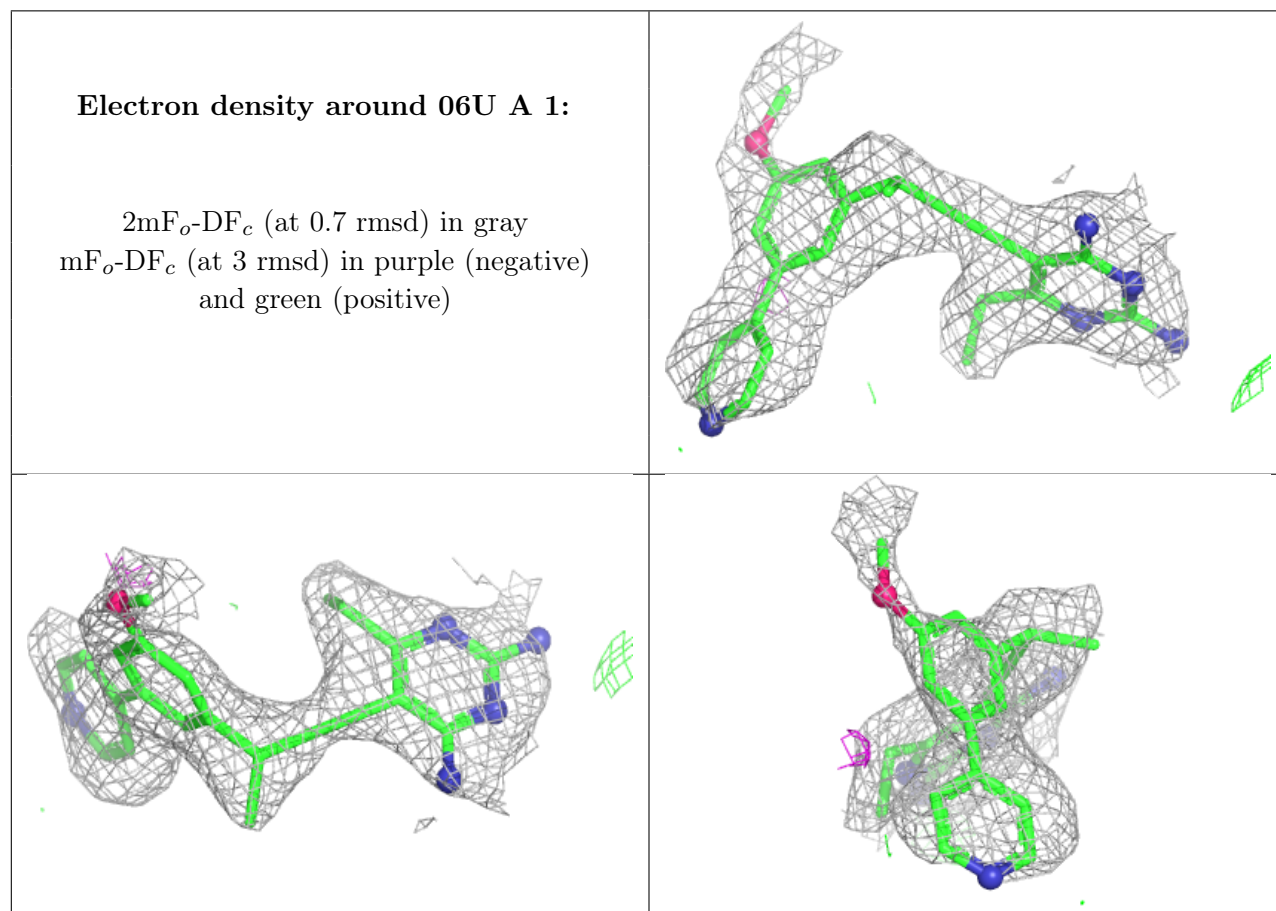 Electron density around 06U A 1:
2mFₒ-DF𝒸 (at 0.7 rmsd) in gray
mFₒ-DF𝒸 (at 3 rmsd) in purple (negative)
and green (positive)